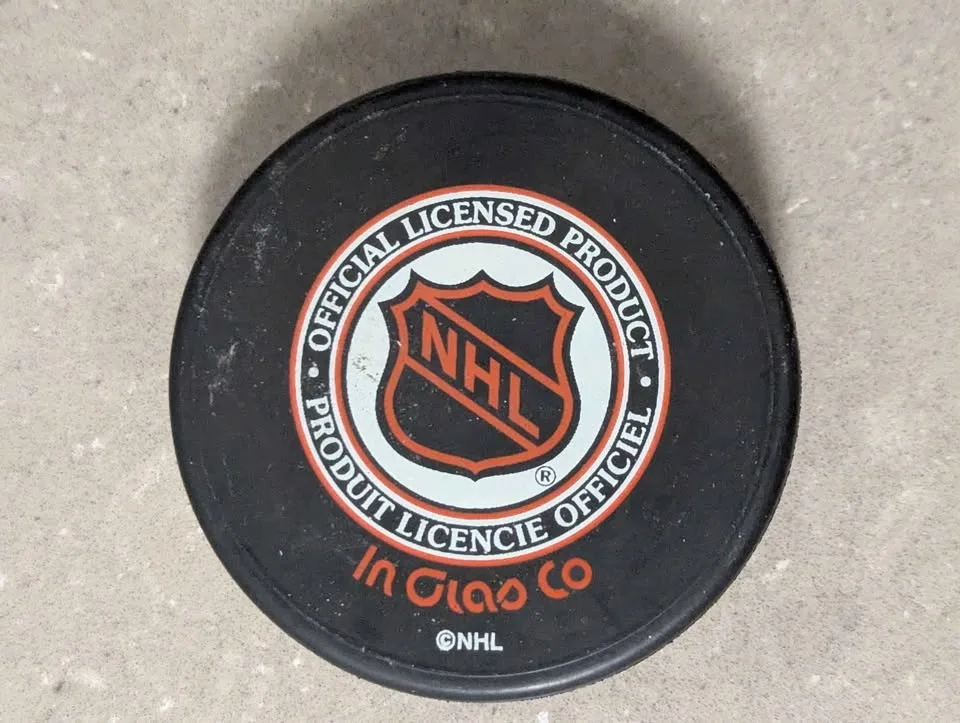 OFFICIAL LICENSED PRODUCT
NHL
®
• PRODUIT LICENCIE OFFICIEL •
In Glas Co
©NHL